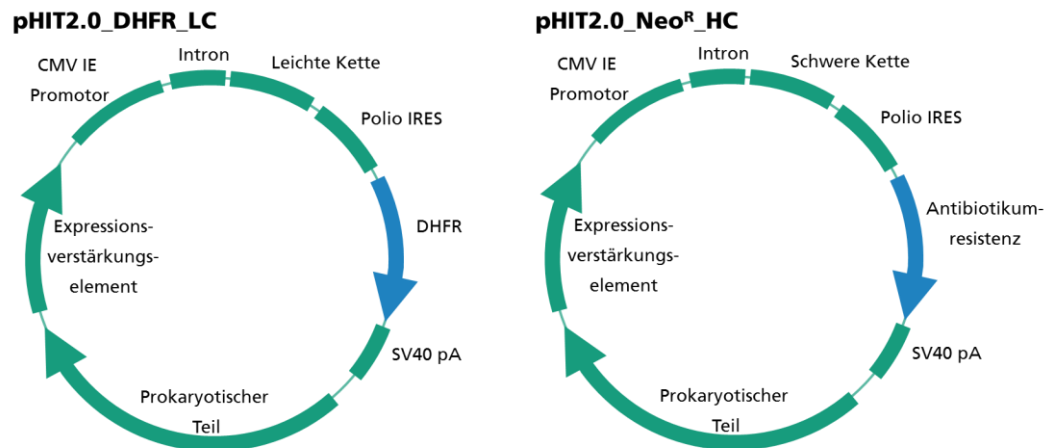 pHIT2.0_DHFR_LC
CMV IE
Promotor
Intron
Leichte Kette
Polio IRES
DHFR
SV40 pA
Prokaryotischer
Teil
Expressions-
verstärkungs-
element
pHIT2.0_Neoᴿ_HC
CMV IE
Promotor
Intron
Schwere Kette
Polio IRES
Antibiotikum-
resistenz
SV40 pA
Prokaryotischer
Teil
Expressions-
verstärkungs-
element